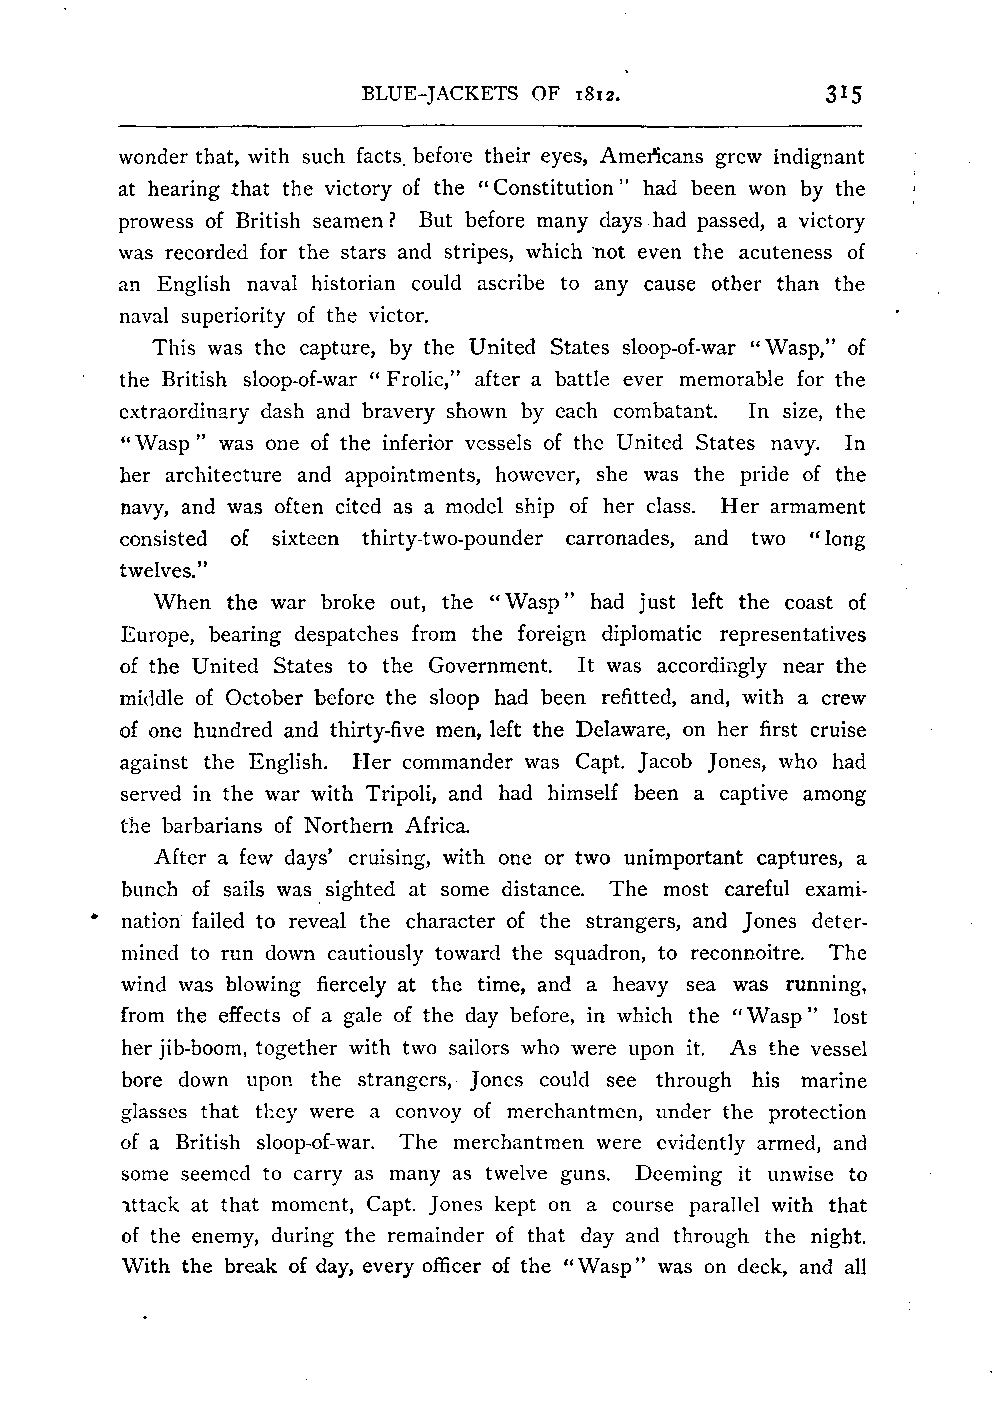 BLUE-JACKETS OF 1812. 315
wonder that, with such facts before their eyes, Americans grew indignant
at hearing that the victory of the "Constitution" had been won by the
prowess of British seamen? But before many days had passed, a victory
was recorded for the stars and stripes, which not even the acuteness of
an English naval historian could ascribe to any cause other than the
naval superiority of the victor.
This was the capture, by the United States sloop-of-war "Wasp," of
the British sloop-of-war "Frolic," after a battle ever memorable for the
extraordinary dash and bravery shown by each combatant. In size, the
"Wasp" was one of the inferior vessels of the United States navy. In
her architecture and appointments, however, she was the pride of the
navy, and was often cited as a model ship of her class. Her armament
consisted of sixteen thirty-two-pounder carronades, and two "long
twelves."
When the war broke out, the "Wasp" had just left the coast of
Europe, bearing despatches from the foreign diplomatic representatives
of the United States to the Government. It was accordingly near the
middle of October before the sloop had been refitted, and, with a crew
of one hundred and thirty-five men, left the Delaware, on her first cruise
against the English. Her commander was Capt. Jacob Jones, who had
served in the war with Tripoli, and had himself been a captive among
the barbarians of Northern Africa.
After a few days' cruising, with one or two unimportant captures, a
bunch of sails was sighted at some distance. The most careful exami-
nation failed to reveal the character of the strangers, and Jones deter-
mined to run down cautiously toward the squadron, to reconnoitre. The
wind was blowing fiercely at the time, and a heavy sea was running,
from the effects of a gale of the day before, in which the "Wasp" lost
her jib-boom, together with two sailors who were upon it. As the vessel
bore down upon the strangers, Jones could see through his marine
glasses that they were a convoy of merchantmen, under the protection
of a British sloop-of-war. The merchantmen were evidently armed, and
some seemed to carry as many as twelve guns. Deeming it unwise to
attack at that moment, Capt. Jones kept on a course parallel with that
of the enemy, during the remainder of that day and through the night.
With the break of day, every officer of the "Wasp" was on deck, and all